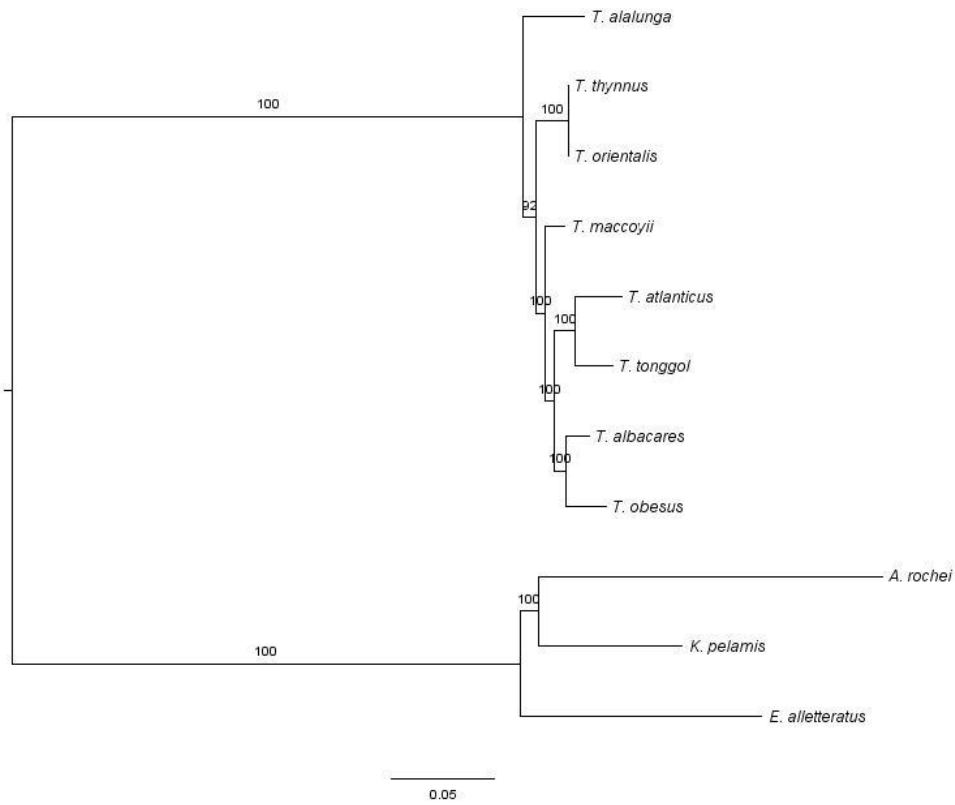 T. alalunga
T. thynnus
100
100
T. orientalis
92
T. maccoyii
100
T. atlanticus
100
T. tonggol
100
T. albacares
100
T. obesus
A. rochei
100
K. pelamis
100
E. alletteratus
0.05